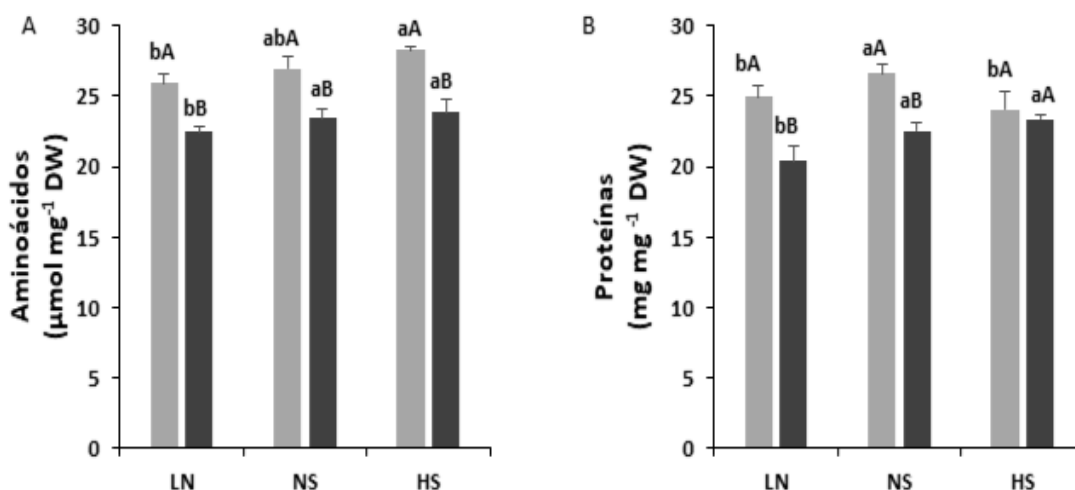 A
30
25
20
15
10
5
0
Aminoácidos
(µmol mg-1 DW)
bA
bB
abA
aB
aA
aB
LN
NS
HS
B
30
25
20
15
10
5
0
Proteínas
(mg mg -1 DW)
bA
bB
aA
aB
bA
aA
LN
NS
HS